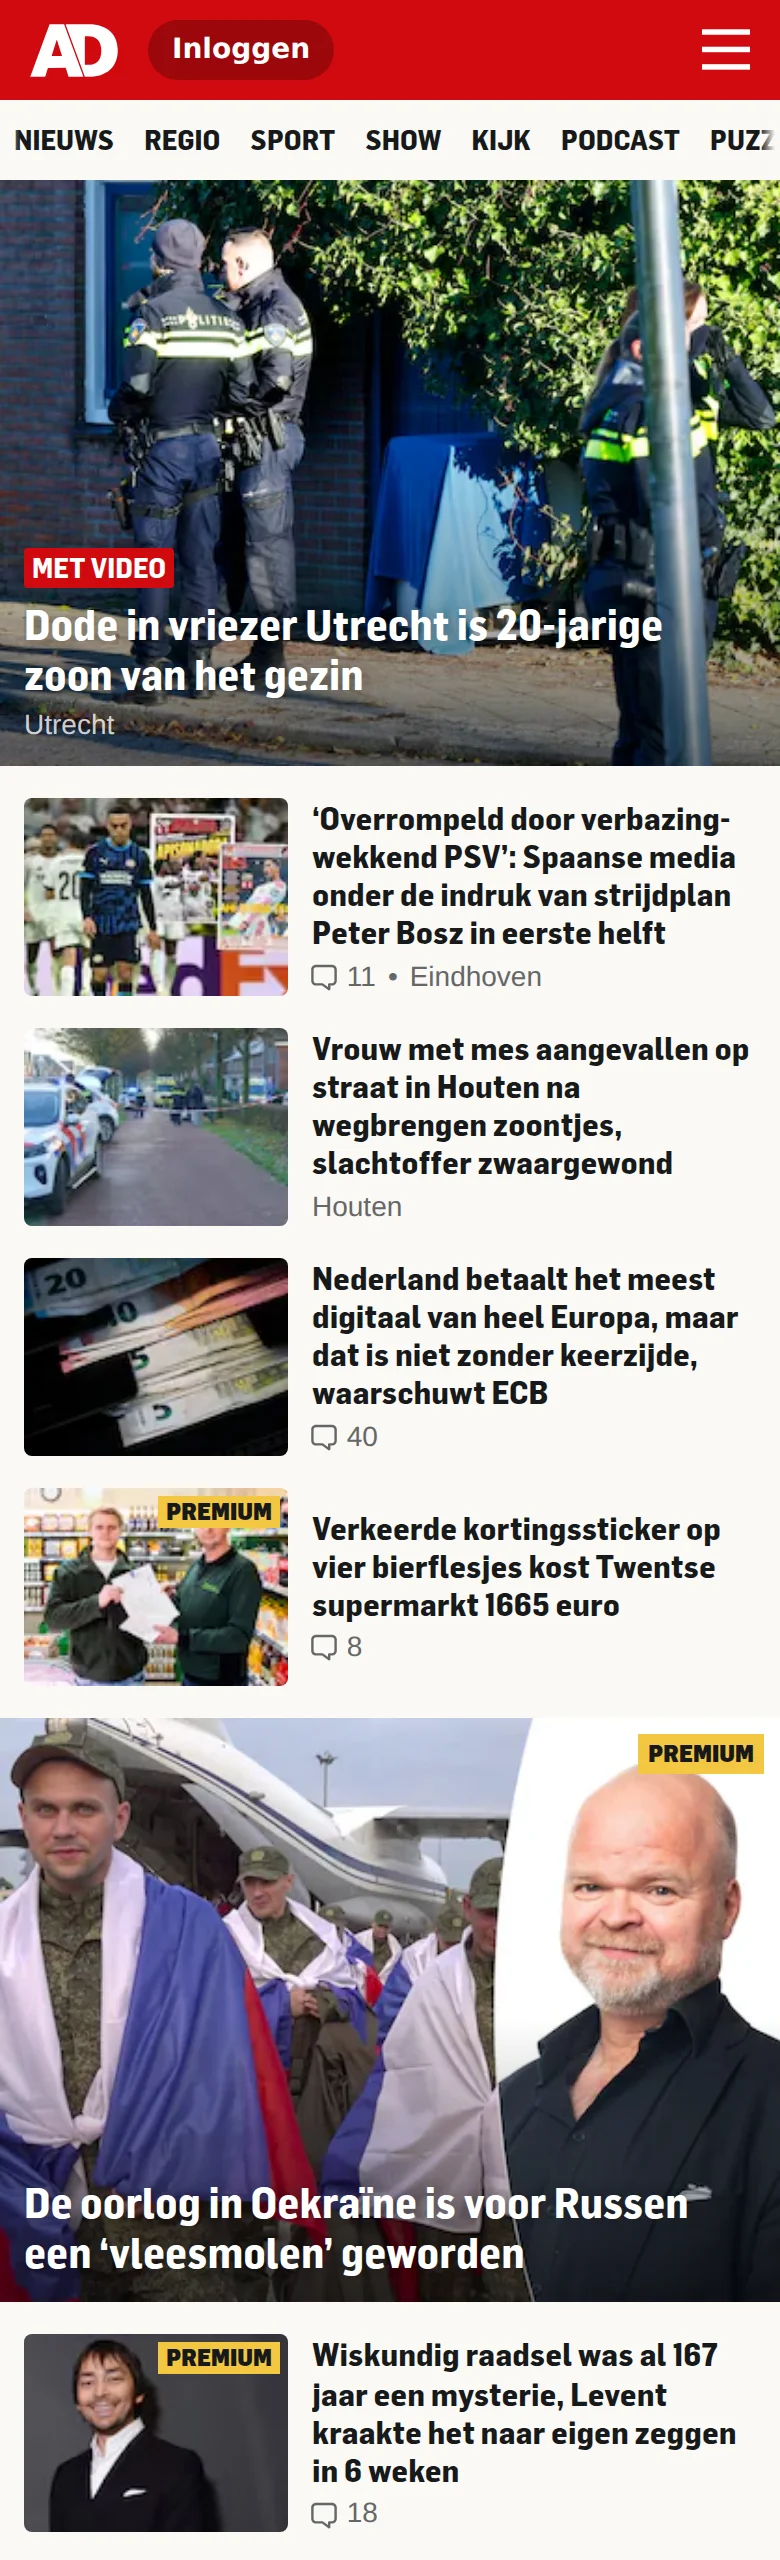 AD
Inloggen
NIEUWS REGIO SPORT SHOW KIJK PODCAST PUZZ
POLITIE
MET VIDEO
Dode in vriezer Utrecht is 20-jarige
zoon van het gezin
Utrecht
‘Overrompeld door verbazing-
wekkend PSV’: Spaanse media
onder de indruk van strijdplan
Peter Bosz in eerste helft
11 • Eindhoven
Vrouw met mes aangevallen op
straat in Houten na
wegbrengen zoontjes,
slachtoffer zwaargewond
Houten
20
10
5
5
Nederland betaalt het meest
digitaal van heel Europa, maar
dat is niet zonder keerzijde,
waarschuwt ECB
40
PREMIUM
Verkeerde kortingssticker op
vier bierflesjes kost Twentse
supermarkt 1665 euro
8
PREMIUM
De oorlog in Oekraïne is voor Russen
een ‘vleesmolen’ geworden
PREMIUM
Wiskundig raadsel was al 167
jaar een mysterie, Levent
kraakte het naar eigen zeggen
in 6 weken
18